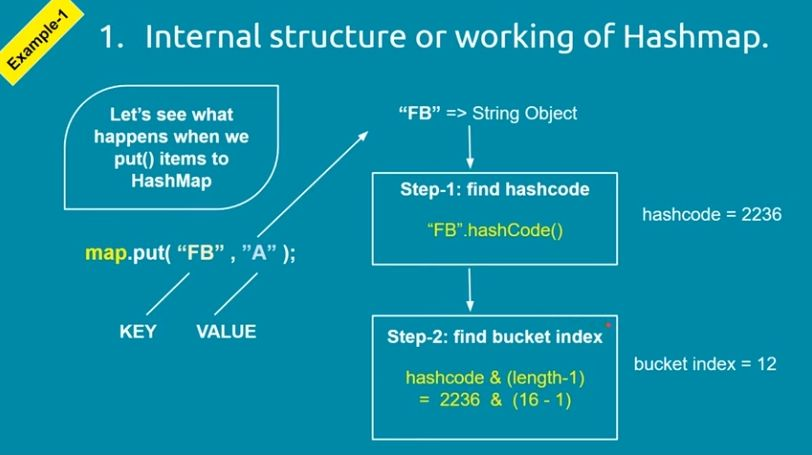 Example-1
1. Internal structure or working of Hashmap.
Let's see what
happens when we
put() items to
HashMap
map.put( “FB” , ”A” );
KEY
VALUE
“FB” => String Object
Step-1: find hashcode
“FB”.hashCode()
hashcode = 2236
Step-2: find bucket index
hashcode & (length-1)
= 2236 & (16 - 1)
bucket index = 12